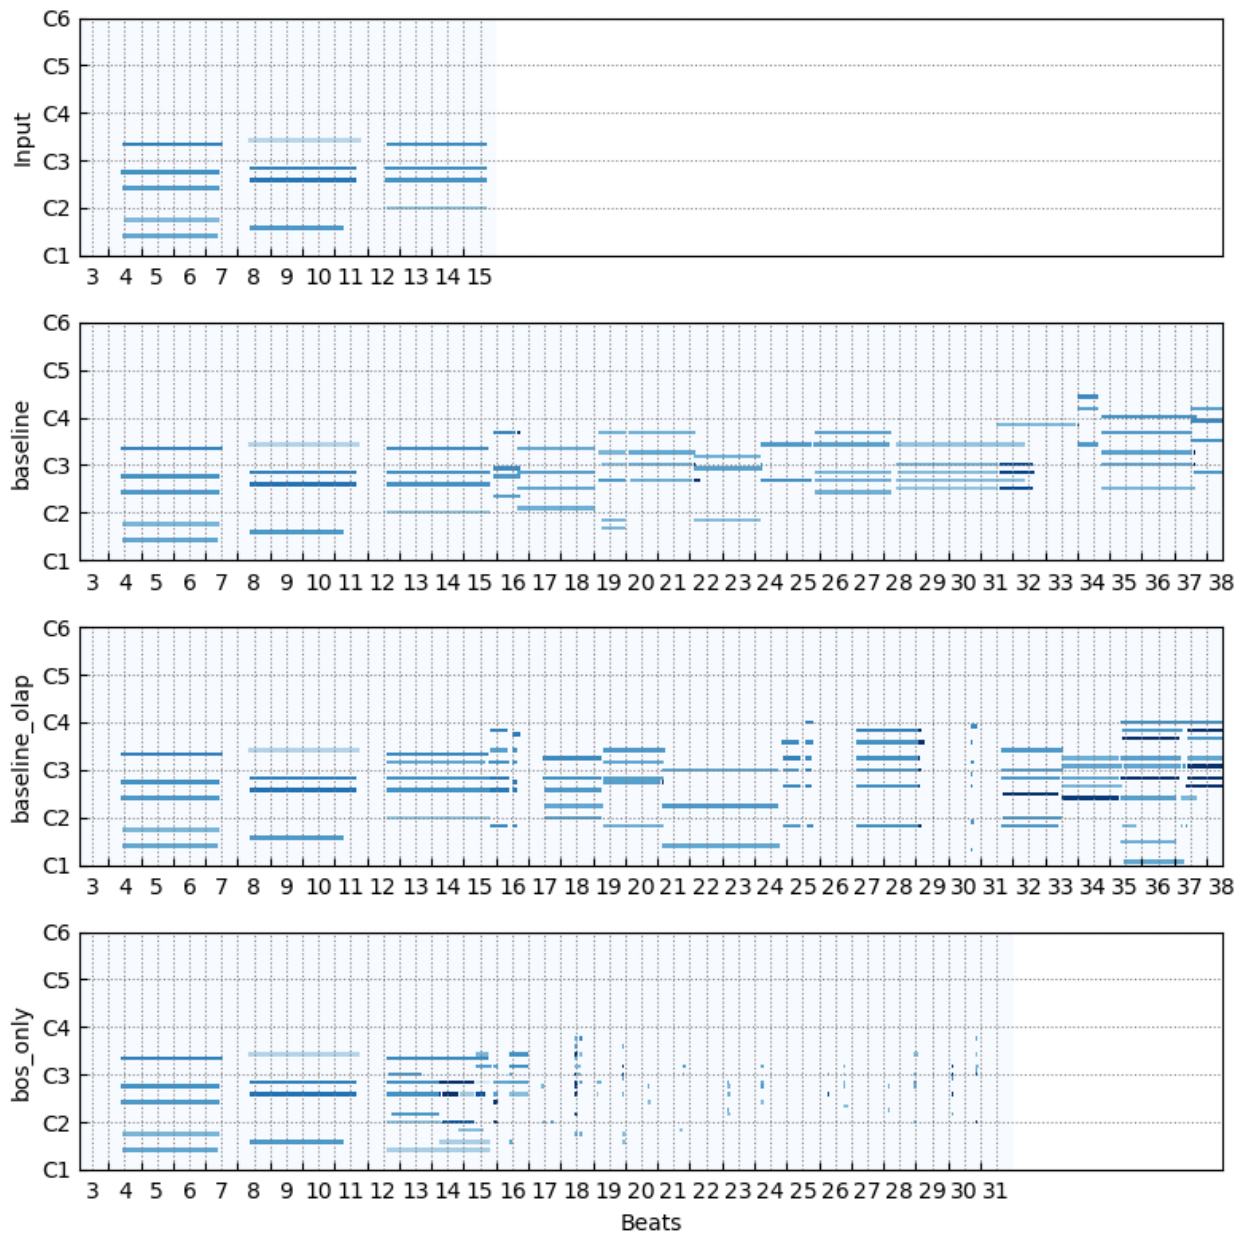 C6
C5
C4
C3
C2
C1
Input
3 4 5 6 7 8 9 10 11 12 13 14 15
C6
C5
C4
C3
C2
C1
baseline
3 4 5 6 7 8 9 10 11 12 13 14 15 16 17 19 20 21 22 23 24 25 26 27 28 29 30 31 32 34 35 36 37 38
C6
C5
C4
C3
C2
C1
baseline_olap
3 4 5 6 7 8 9 10 11 12 13 14 15 16 17 18 19 20 21 22 23 24 25 26 27 28 29 30 31 32 33 34 35 37 38
C6
C5
C4
C3
C2
C1
bos_only
3 4 5 6 7 8 9 10 11 12 13 14 15 16 17 18 19 20 21 22 23 24 25 26 27 28 29 30 31
Beats